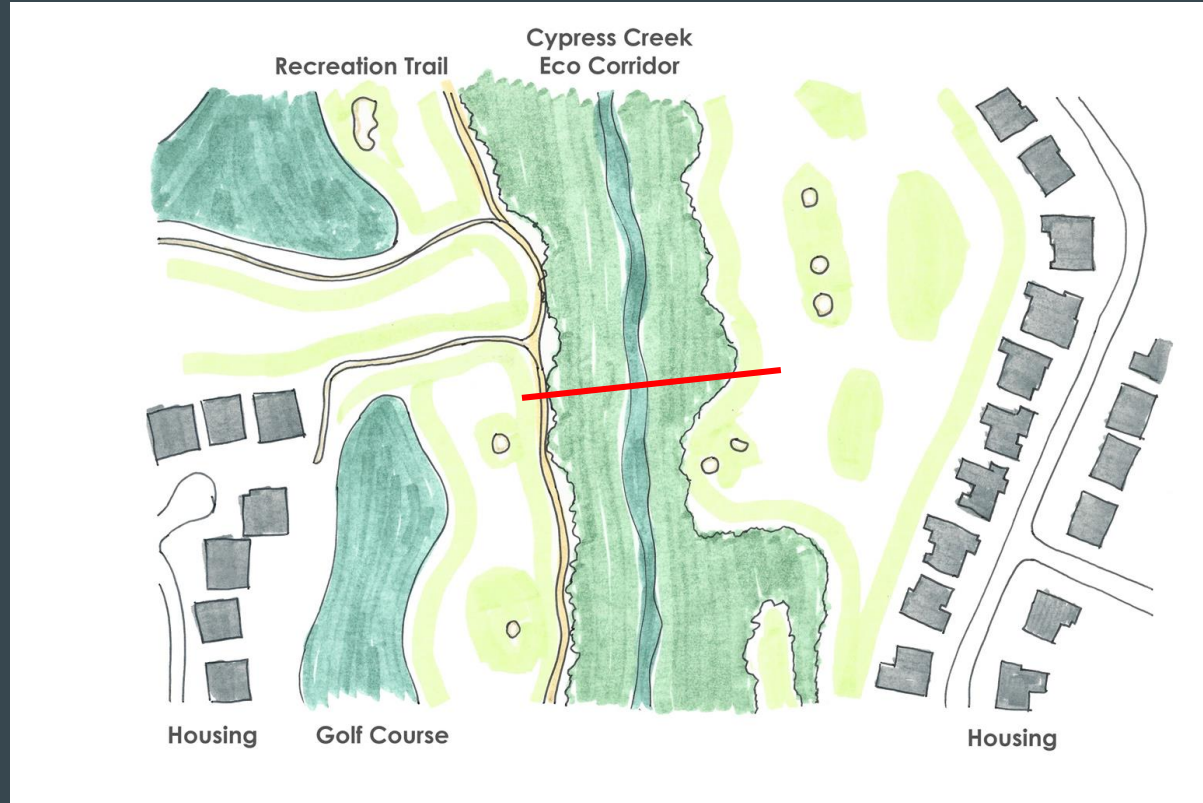 Cypress Creek
Eco Corridor
Recreation Trail
Housing
Golf Course
Housing